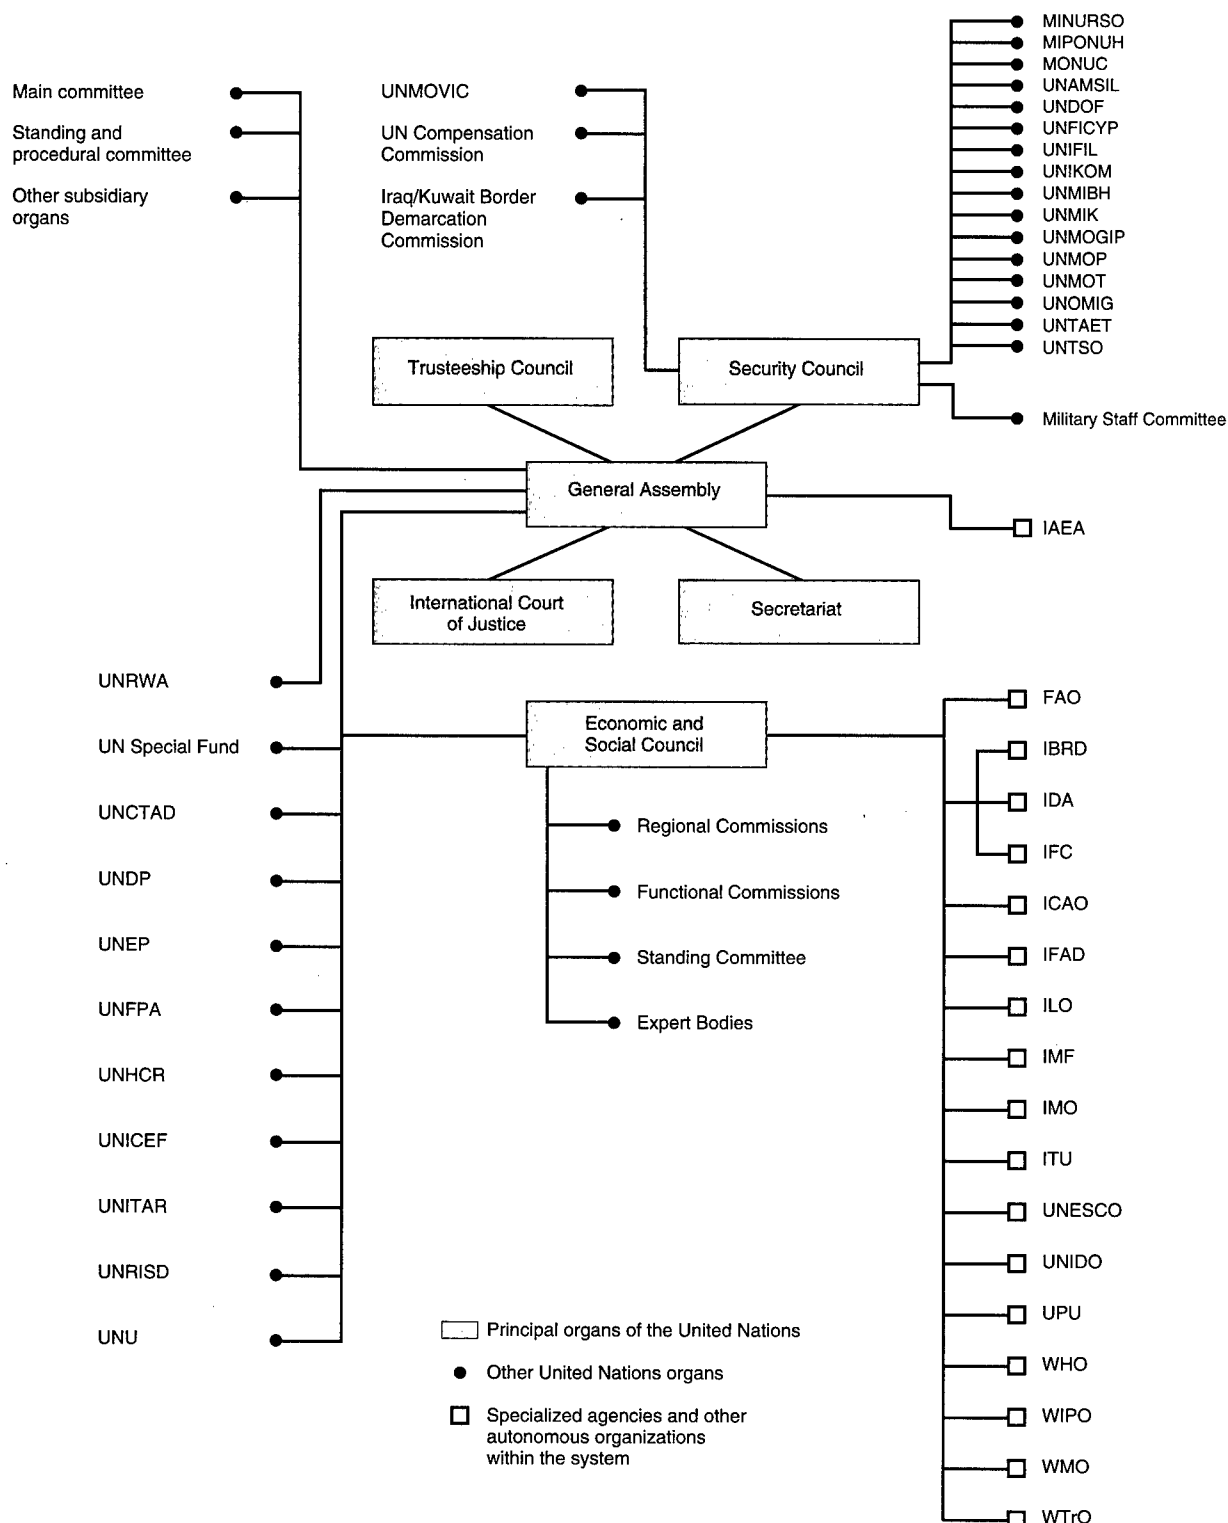 Main committee
Standing and
procedural committee
Other subsidiary
organs
UNMOVIC
UN Compensation
Commission
Iraq/Kuwait Border
Demarcation
Commission
MINURSO
MIPONUH
MONUC
UNAMSIL
UNDOF
UNFICYP
UNIFIL
UNIKOM
UNMIBH
UNMIK
UNMOGIP
UNMOP
UNMOT
UNOMIG
UNTAET
UNTSO
Trusteeship Council
Security Council
Military Staff Committee
General Assembly
IAEA
International Court
of Justice
Secretariat
UNRWA
UN Special Fund
UNCTAD
UNDP
UNEP
UNFPA
UNHCR
UNICEF
UNITAR
UNRISD
UNU
Economic and
Social Council
Regional Commissions
Functional Commissions
Standing Committee
Expert Bodies
FAO
IBRD
IDA
IFC
ICAO
IFAD
ILO
IMF
IMO
ITU
UNESCO
UNIDO
UPU
WHO
WIPO
WMO
WTrO
Principal organs of the United Nations
Other United Nations organs
Specialized agencies and other
autonomous organizations
within the system